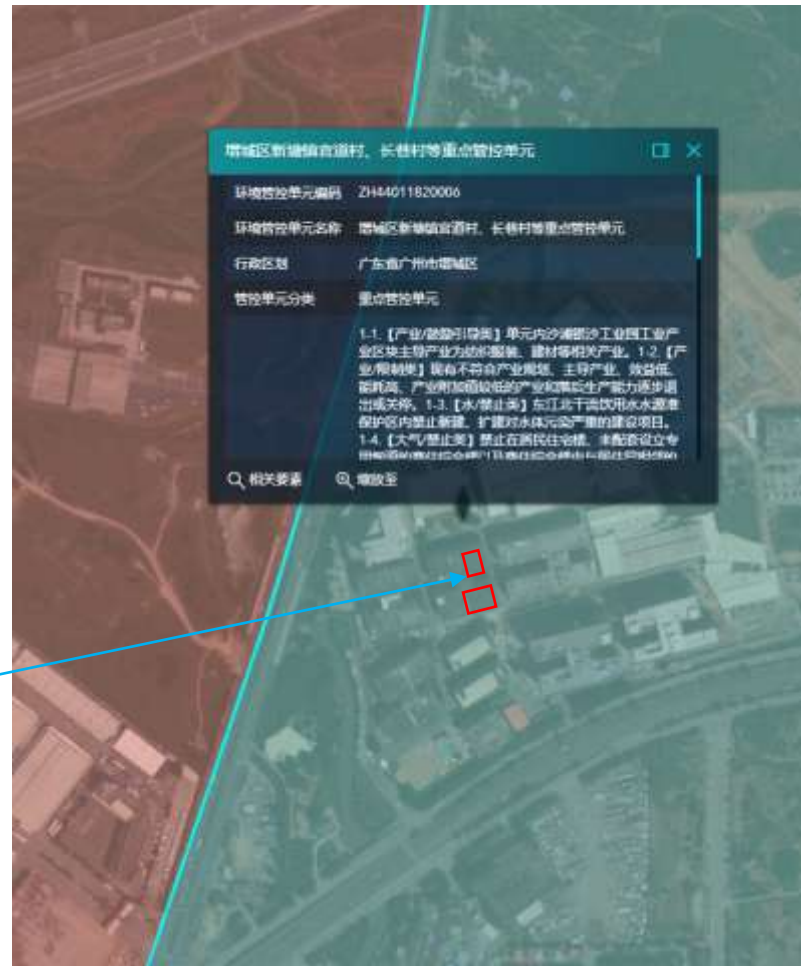 增城区新塘镇官道村、长巷村等重点管控单元
环境管控单元编码 ZH44011820006
环境管控单元名称 增城区新塘镇官道村、长巷村等重点管控单元
行政区划 广东省广州市增城区
管控单元分类 重点管控单元
1-1.【产业/鼓励引导类】单元内沙浦银沙工业园工业产
业区块主导产业为纺织服装、建材等相关产业。1-2.【产
业/限制类】现有不符合产业规划、主导产业、效益低、
能耗高、产业附加值较低的产业和落后生产能力逐步退
出或关停。1-3.【水/禁止类】东江北干流饮用水水源准
保护区内禁止新建、扩建对水体污染严重的建设项目。
1-4.【大气/禁止类】禁止在居民住宅楼、未配套设立专
相关要素 缩放至